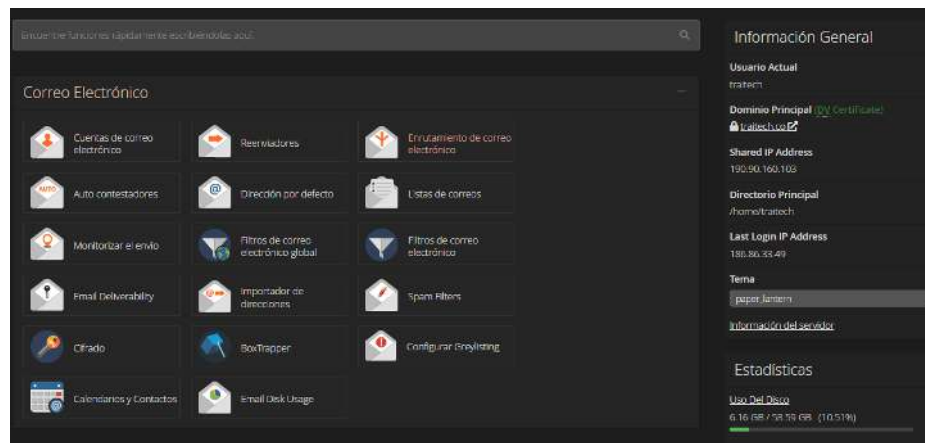 Encuentre funciones rápidamente escribiéndolas aquí.
Correo Electrónico
Cuentas de correo
electrónico
Reenviadores
Enrutamiento de correo
electrónico
AUTO
Auto contestadores
Dirección por defecto
Listas de correos
Monitorizar el envío
Filtros de correo
electrónico global
Filtros de correo
electrónico
Email Deliverability
Importador de
direcciones
Spam Filters
Cifrado
BoxTrapper
Configurar Greylisting
Calendarios y Contactos
Email Disk Usage
Información General
Usuario Actual
traitech
Dominio Principal (DV Certificate)
traitech.co
Shared IP Address
190.90.160.103
Directorio Principal
/home/traitech
Last Login IP Address
186.86.33.49
Tema
paper_lantern
Información del servidor
Estadísticas
Uso Del Disco
6.16 GB / 58.59 GB (10.51%)